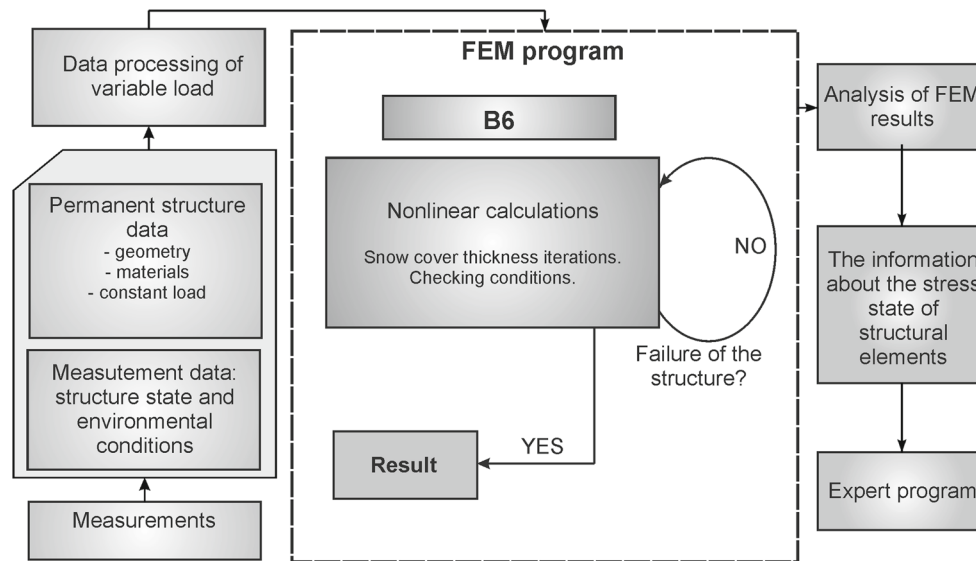 Data processing of
variable load
Permanent structure
data
- geometry
- materials
- constant load
Measutement data:
structure state and
environmental
conditions
Measurements
FEM program
B6
Nonlinear calculations
Snow cover thickness iterations.
Checking conditions.
NO
Failure of the
structure?
YES
Result
Analysis of FEM
results
The information
about the stress
state of
structural
elements
Expert program